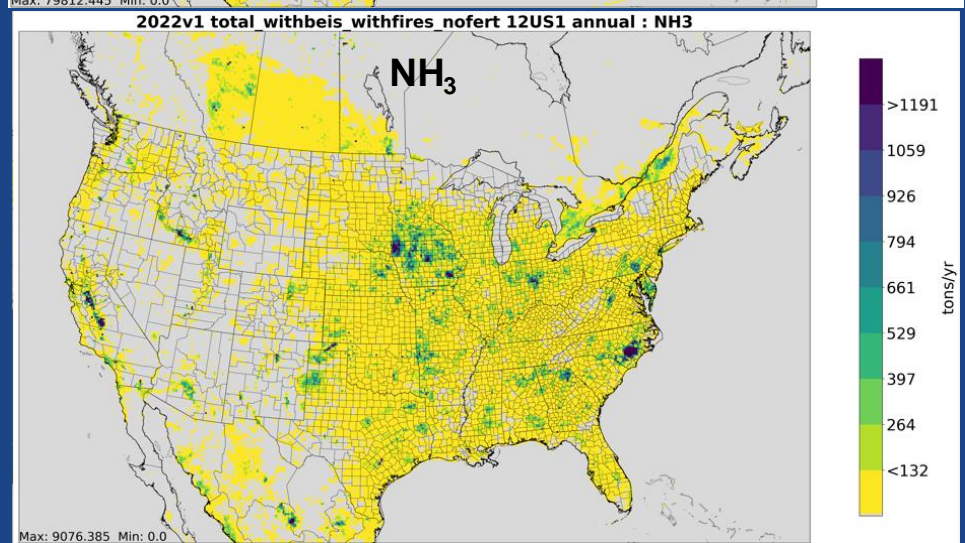 Max: 79812.445 Min: 0.0
2022v1 total_withbeis_withfires_nofert 12US1 annual : NH3
NH₃
>1191
1059
926
794
661
529
397
264
<132
tons/yr
Max: 9076.385 Min: 0.0